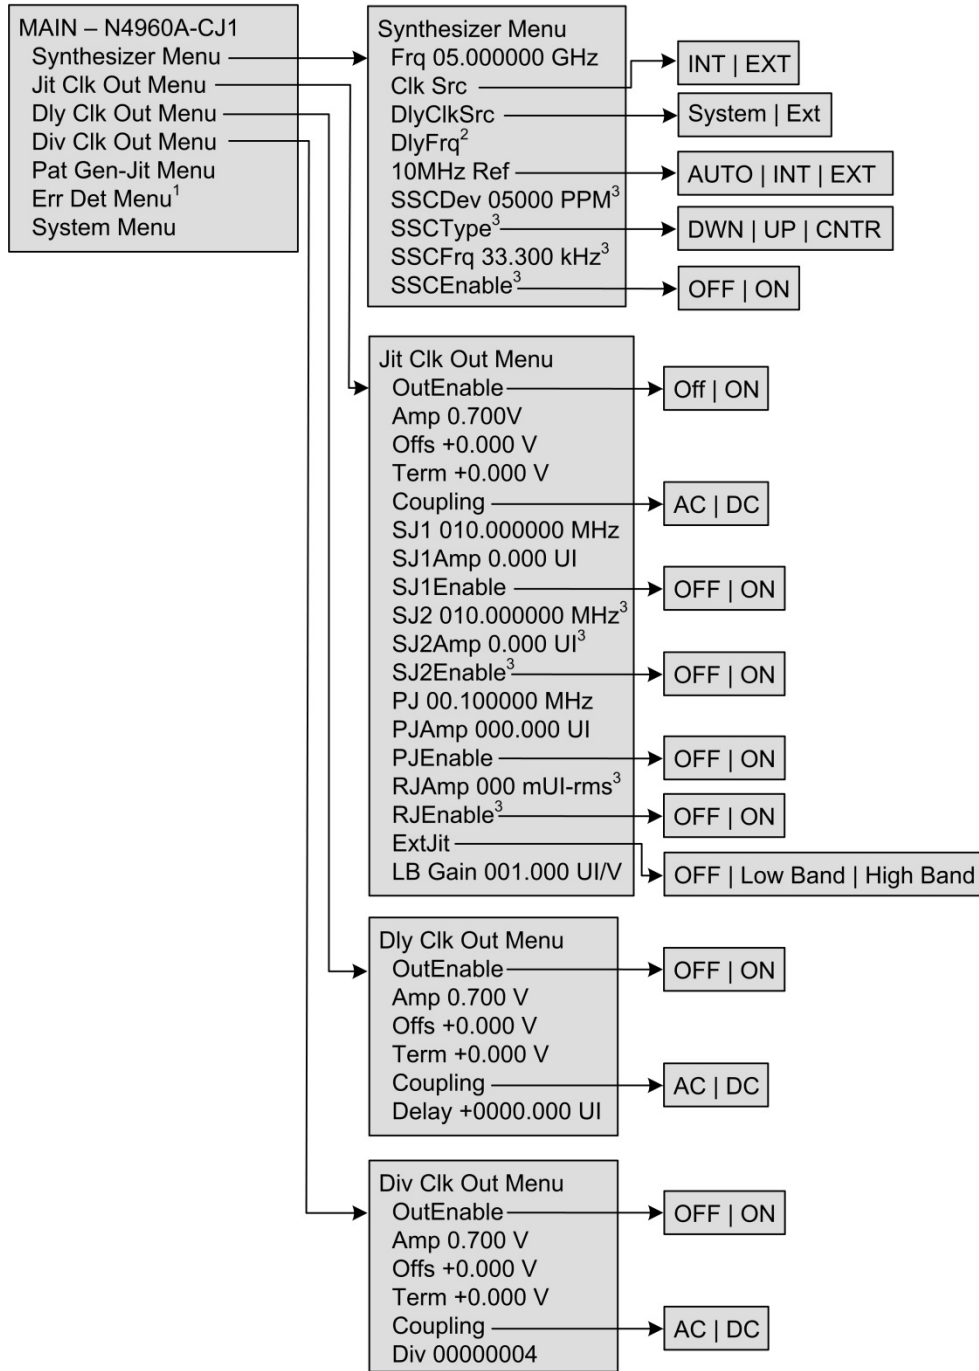 MAIN – N4960A-CJ1
Synthesizer Menu
Jit Clk Out Menu
Dly Clk Out Menu
Div Clk Out Menu
Pat Gen-Jit Menu
Err Det Menu¹
System Menu
Synthesizer Menu
Frq 05.000000 GHz
Clk Src
INT | EXT
DlyClkSrc
System | Ext
DlyFrq²
10MHz Ref
AUTO | INT | EXT
SSCDev 05000 PPM³
SSCType³
DWN | UP | CNTR
SSCFrq 33.300 kHz³
SSCEnable³
OFF | ON
Jit Clk Out Menu
OutEnable
Off | ON
Amp 0.700V
Offs +0.000 V
Term +0.000 V
Coupling
AC | DC
SJ1 010.000000 MHz
SJ1Amp 0.000 UI
SJ1Enable
OFF | ON
SJ2 010.000000 MHz³
SJ2Amp 0.000 UI³
SJ2Enable³
OFF | ON
PJ 00.100000 MHz
PJAmp 000.000 UI
PJEnable
OFF | ON
RJAmp 000 mUI-rms³
RJEnable³
OFF | ON
ExtJit
OFF | Low Band | High Band
LB Gain 001.000 UI/V
Dly Clk Out Menu
OutEnable
OFF | ON
Amp 0.700 V
Offs +0.000 V
Term +0.000 V
Coupling
AC | DC
Delay +0000.000 UI
Div Clk Out Menu
OutEnable
OFF | ON
Amp 0.700 V
Offs +0.000 V
Term +0.000 V
Coupling
AC | DC
Div 00000004